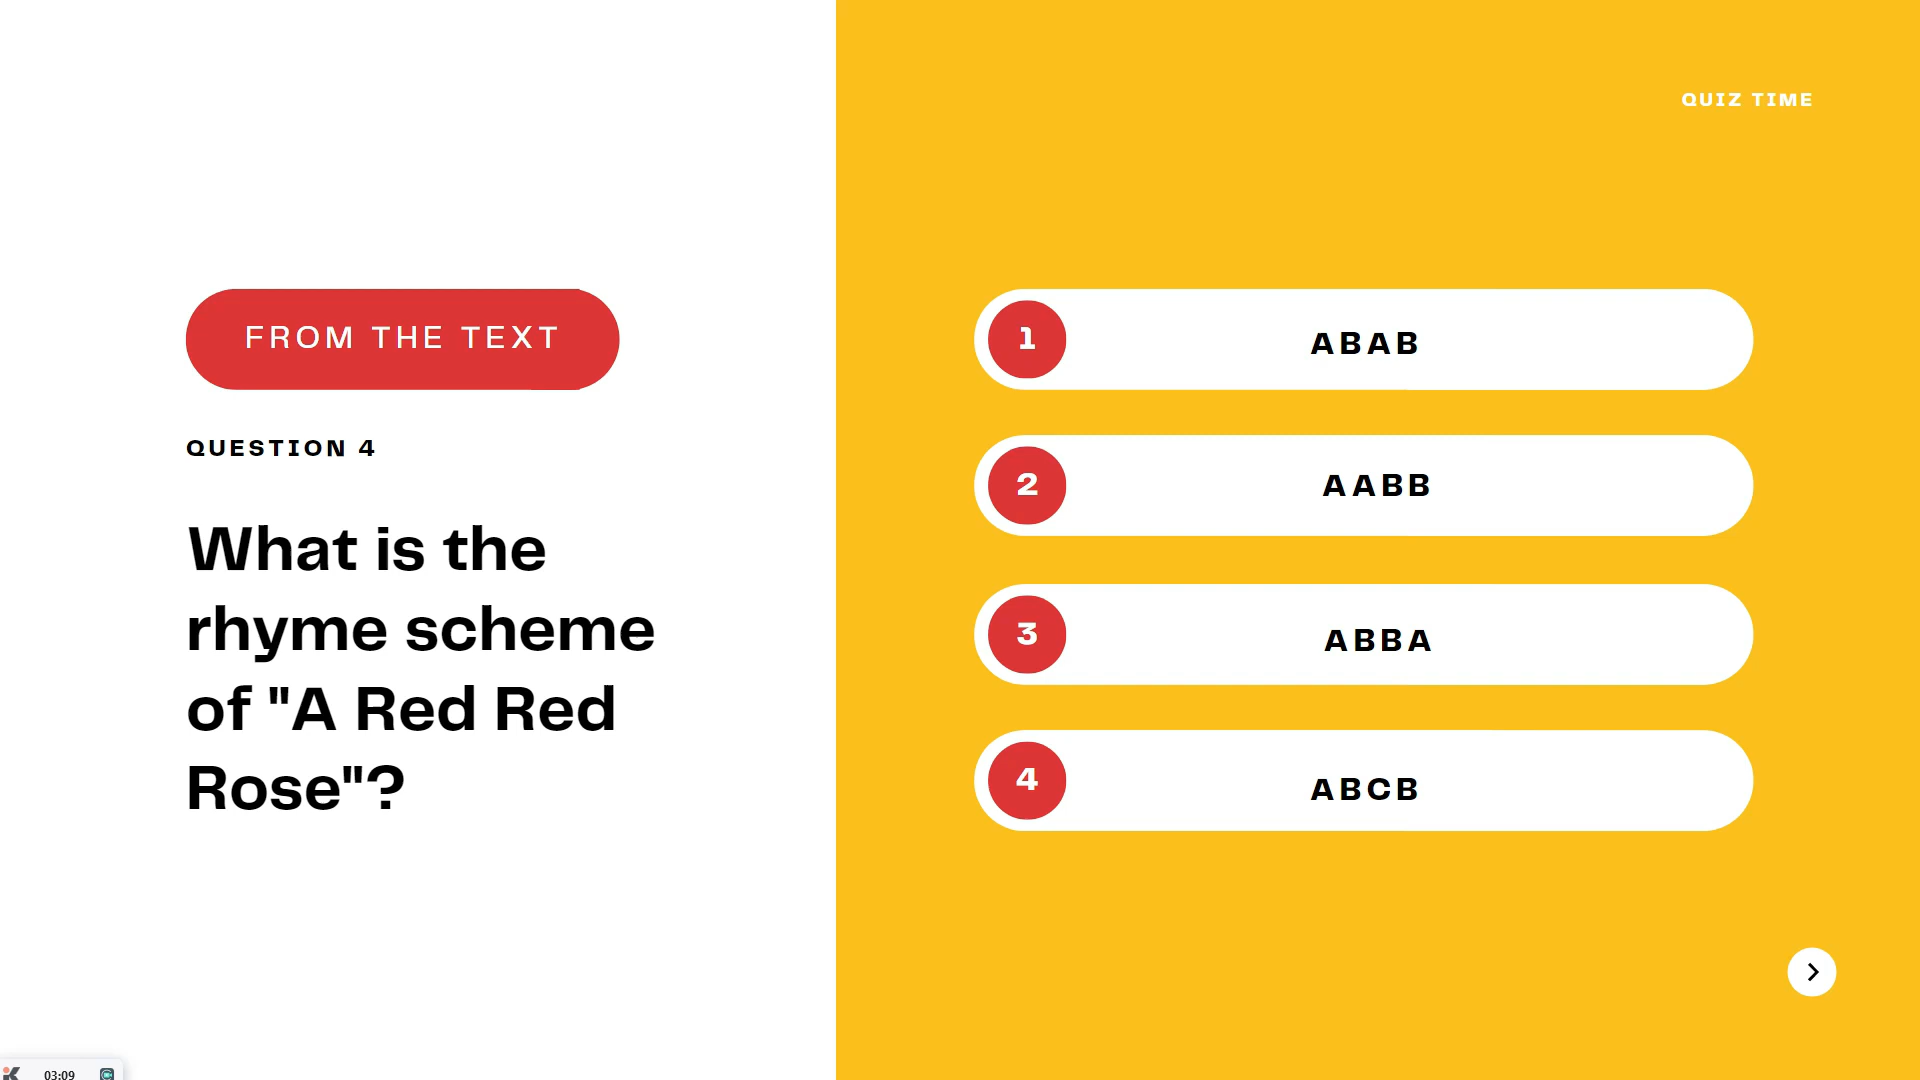 QUIZ TIME
FROM THE TEXT
QUESTION 4
What is the
rhyme scheme
of "A Red Red
Rose"?
1 ABAB
2 AABB
3 ABBA
4 ABCB
03:09